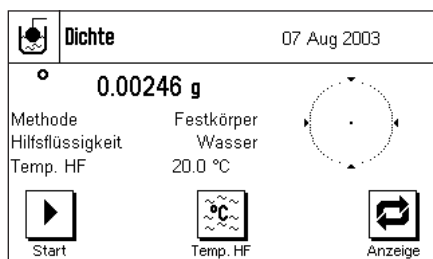 Dichte 07 Aug 2003
0.00246 g
Methode Festkörper
Hilfsflüssigkeit Wasser
Temp. HF 20.0 °C
°C
Start Temp. HF Anzeige